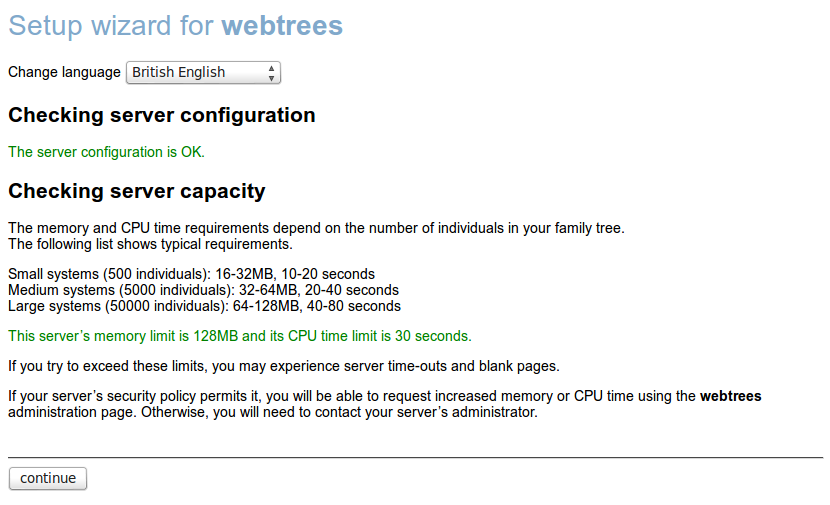 Setup wizard for webtrees
Change language British English
Checking server configuration
The server configuration is OK.
Checking server capacity
The memory and CPU time requirements depend on the number of individuals in your family tree.
The following list shows typical requirements.
Small systems (500 individuals): 16-32MB, 10-20 seconds
Medium systems (5000 individuals): 32-64MB, 20-40 seconds
Large systems (50000 individuals): 64-128MB, 40-80 seconds
This server’s memory limit is 128MB and its CPU time limit is 30 seconds.
If you try to exceed these limits, you may experience server time-outs and blank pages.
If your server’s security policy permits it, you will be able to request increased memory or CPU time using the webtrees
administration page. Otherwise, you will need to contact your server’s administrator.
continue